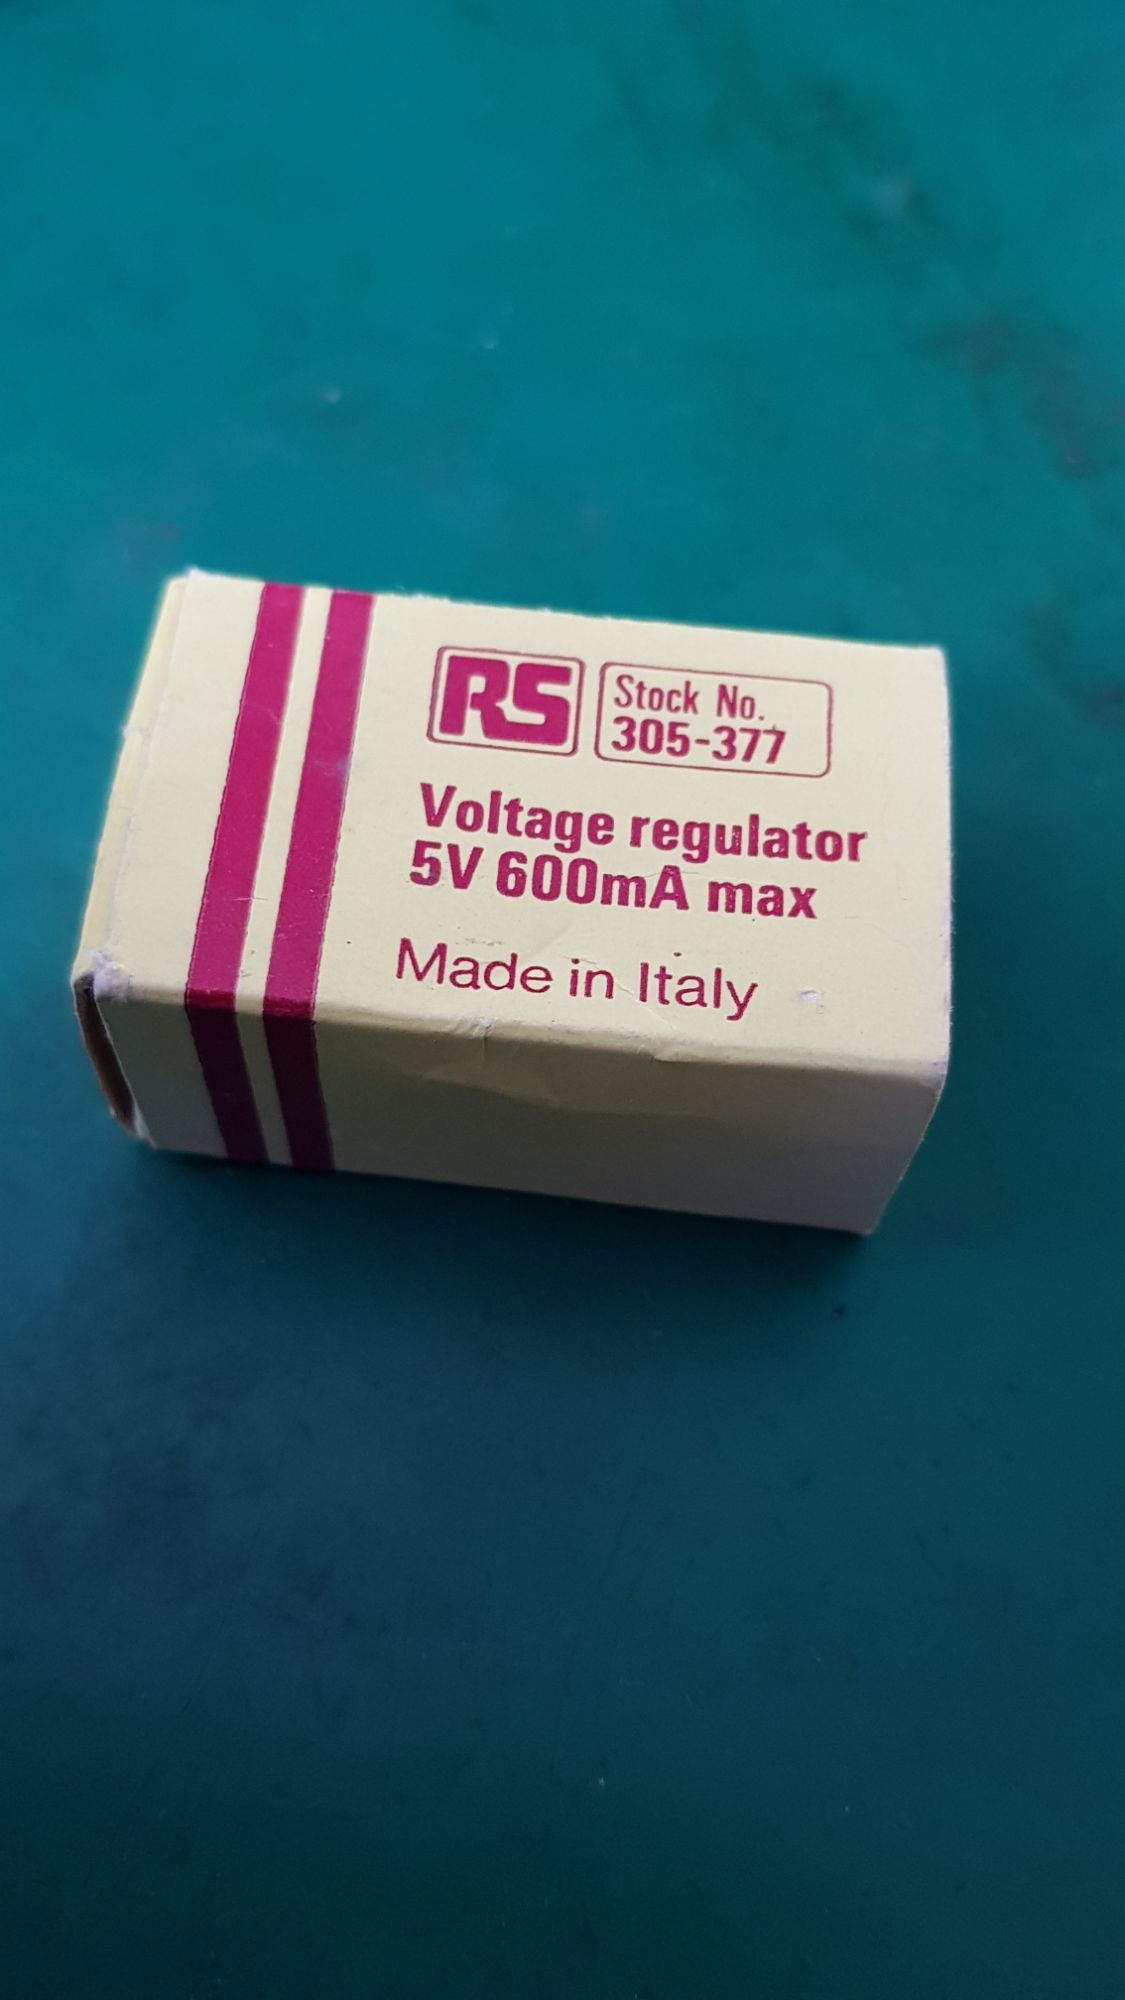 RS
Stock No.
305-377
Voltage regulator
5V 600mA max
Made in Italy